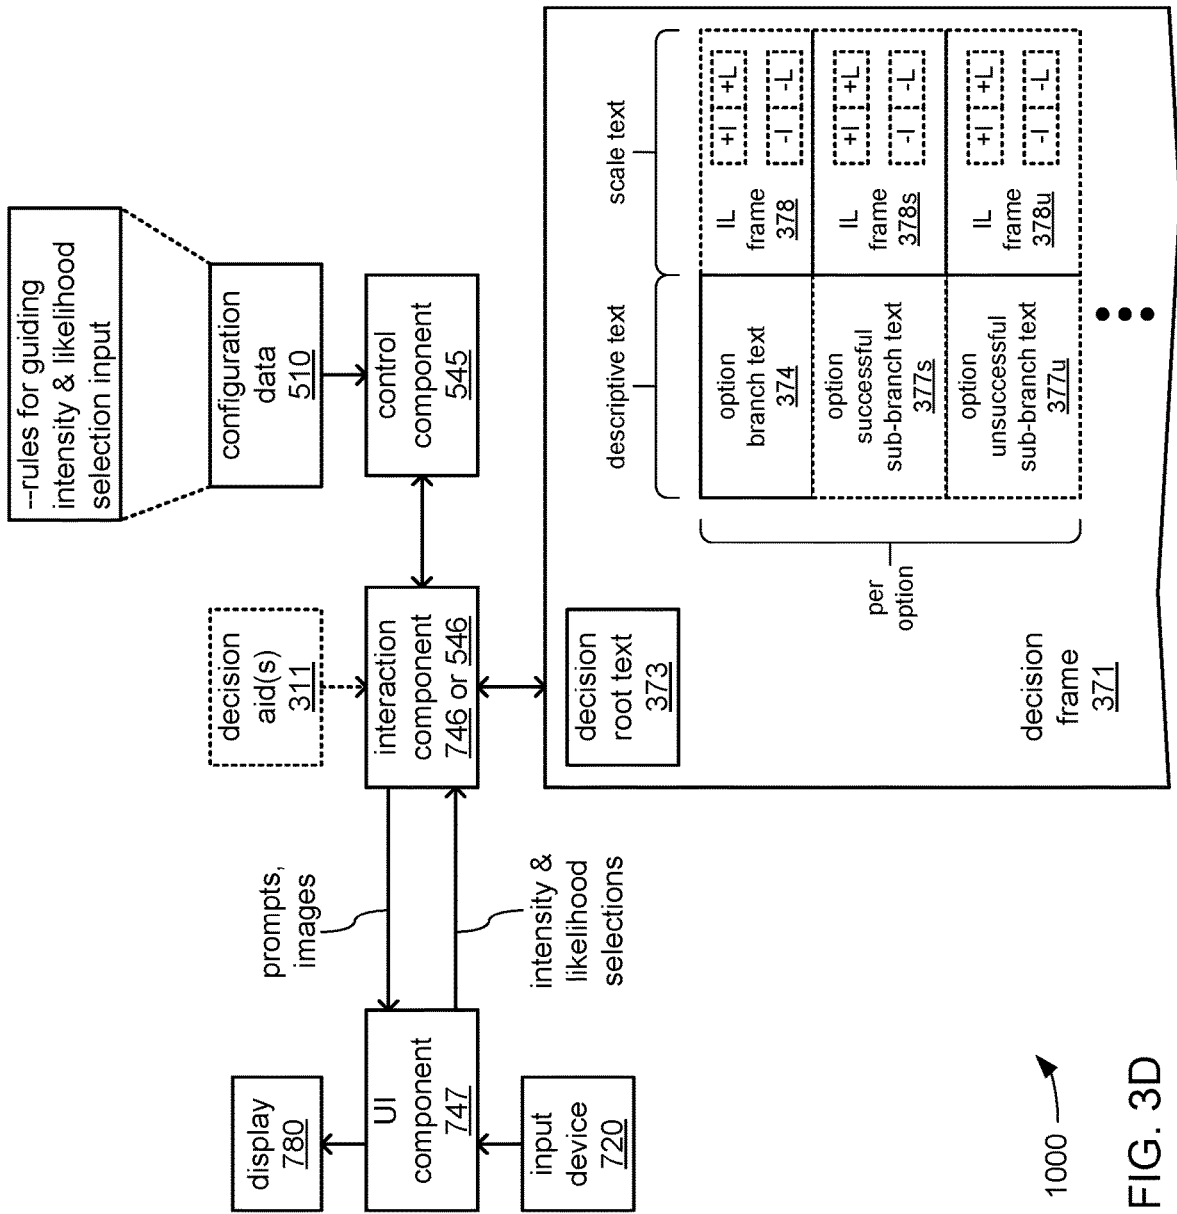 --rules for guiding
intensity & likelihood
selection input
configuration
data
510
control
component
545
decision
aid(s)
311
interaction
component
746 or 546
prompts,
images
intensity &
likelihood
selections
display
780
UI
component
747
input
device
720
decision
root text
373
descriptive text
scale text
option
branch text
374
IL
frame
378
+I
+L
-I
-L
option
successful
sub-branch text
377s
IL
frame
378s
+I
+L
-I
-L
option
unsuccessful
sub-branch text
377u
IL
frame
378u
+I
+L
-I
-L
per
option
decision
frame
371
1000
FIG. 3D